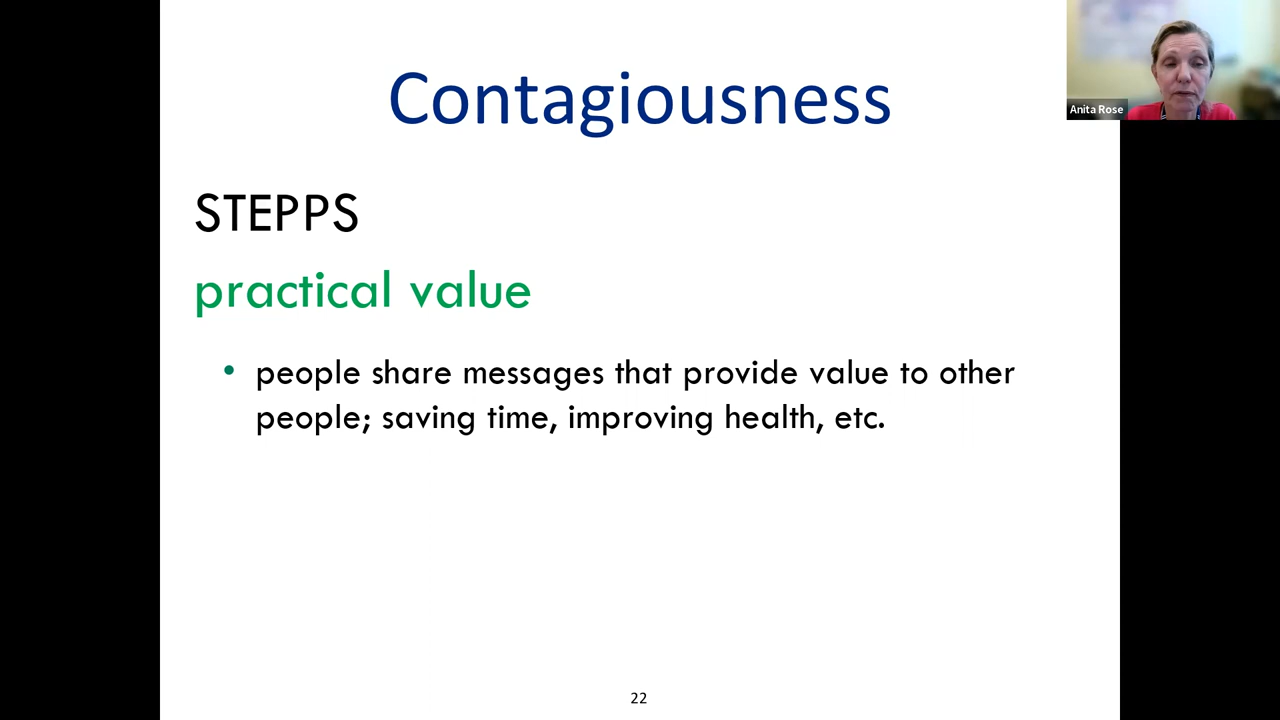 Contagiousness
Anita Rose
STEPPS
practical value
• people share messages that provide value to other
people; saving time, improving health, etc.
22